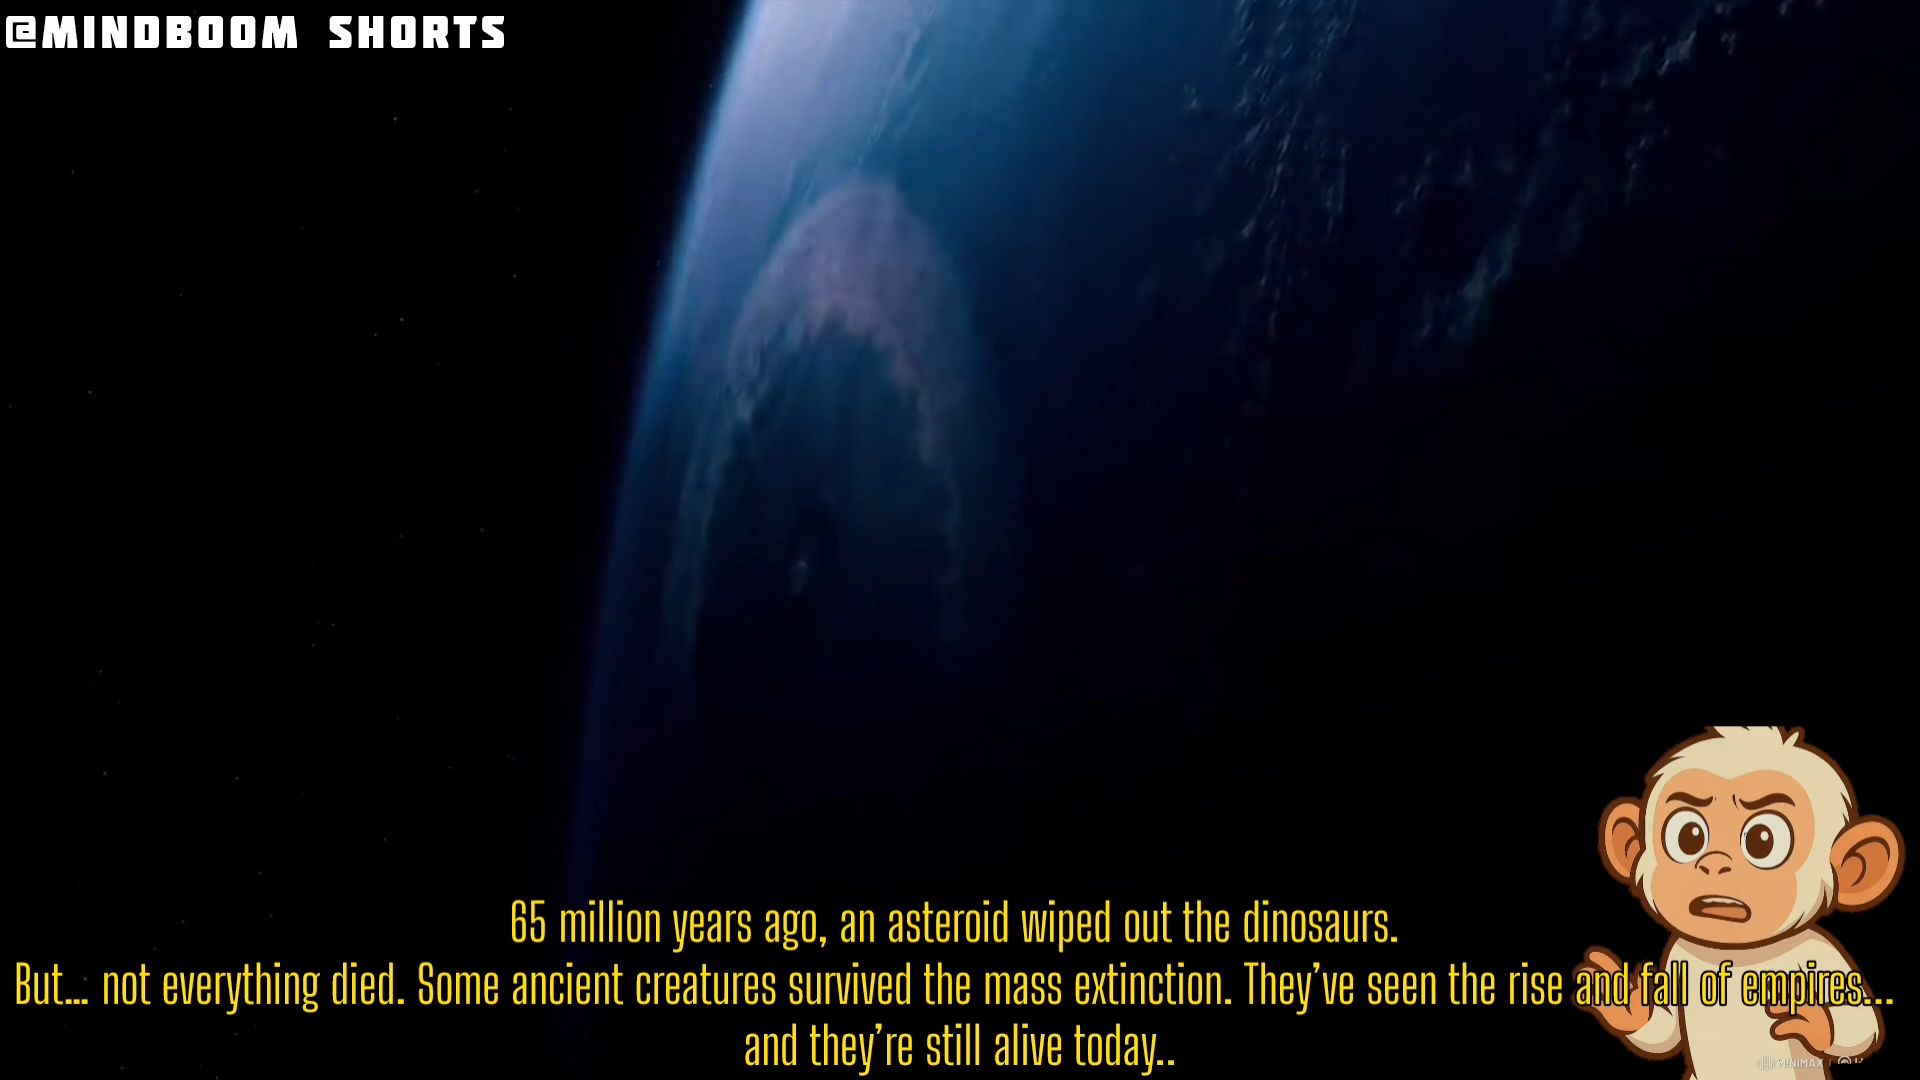 @MINDBOOM SHORTS
65 million years ago, an asteroid wiped out the dinosaurs.
But... not everything died. Some ancient creatures survived the mass extinction. They’ve seen the rise and fall of empires...
and they’re still alive today..
MINIMAX